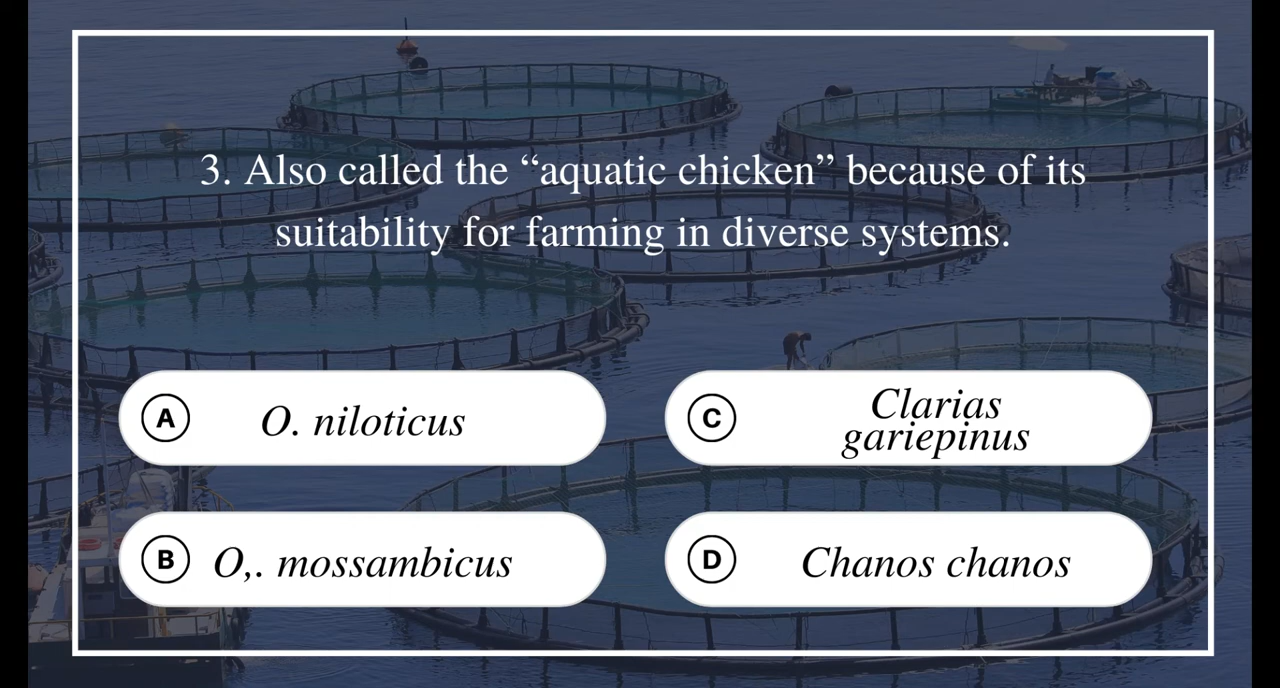 3. Also called the “aquatic chicken” because of its
suitability for farming in diverse systems.
A O. niloticus
B O,. mossambicus
C Clarias
gariepinus
D Chanos chanos